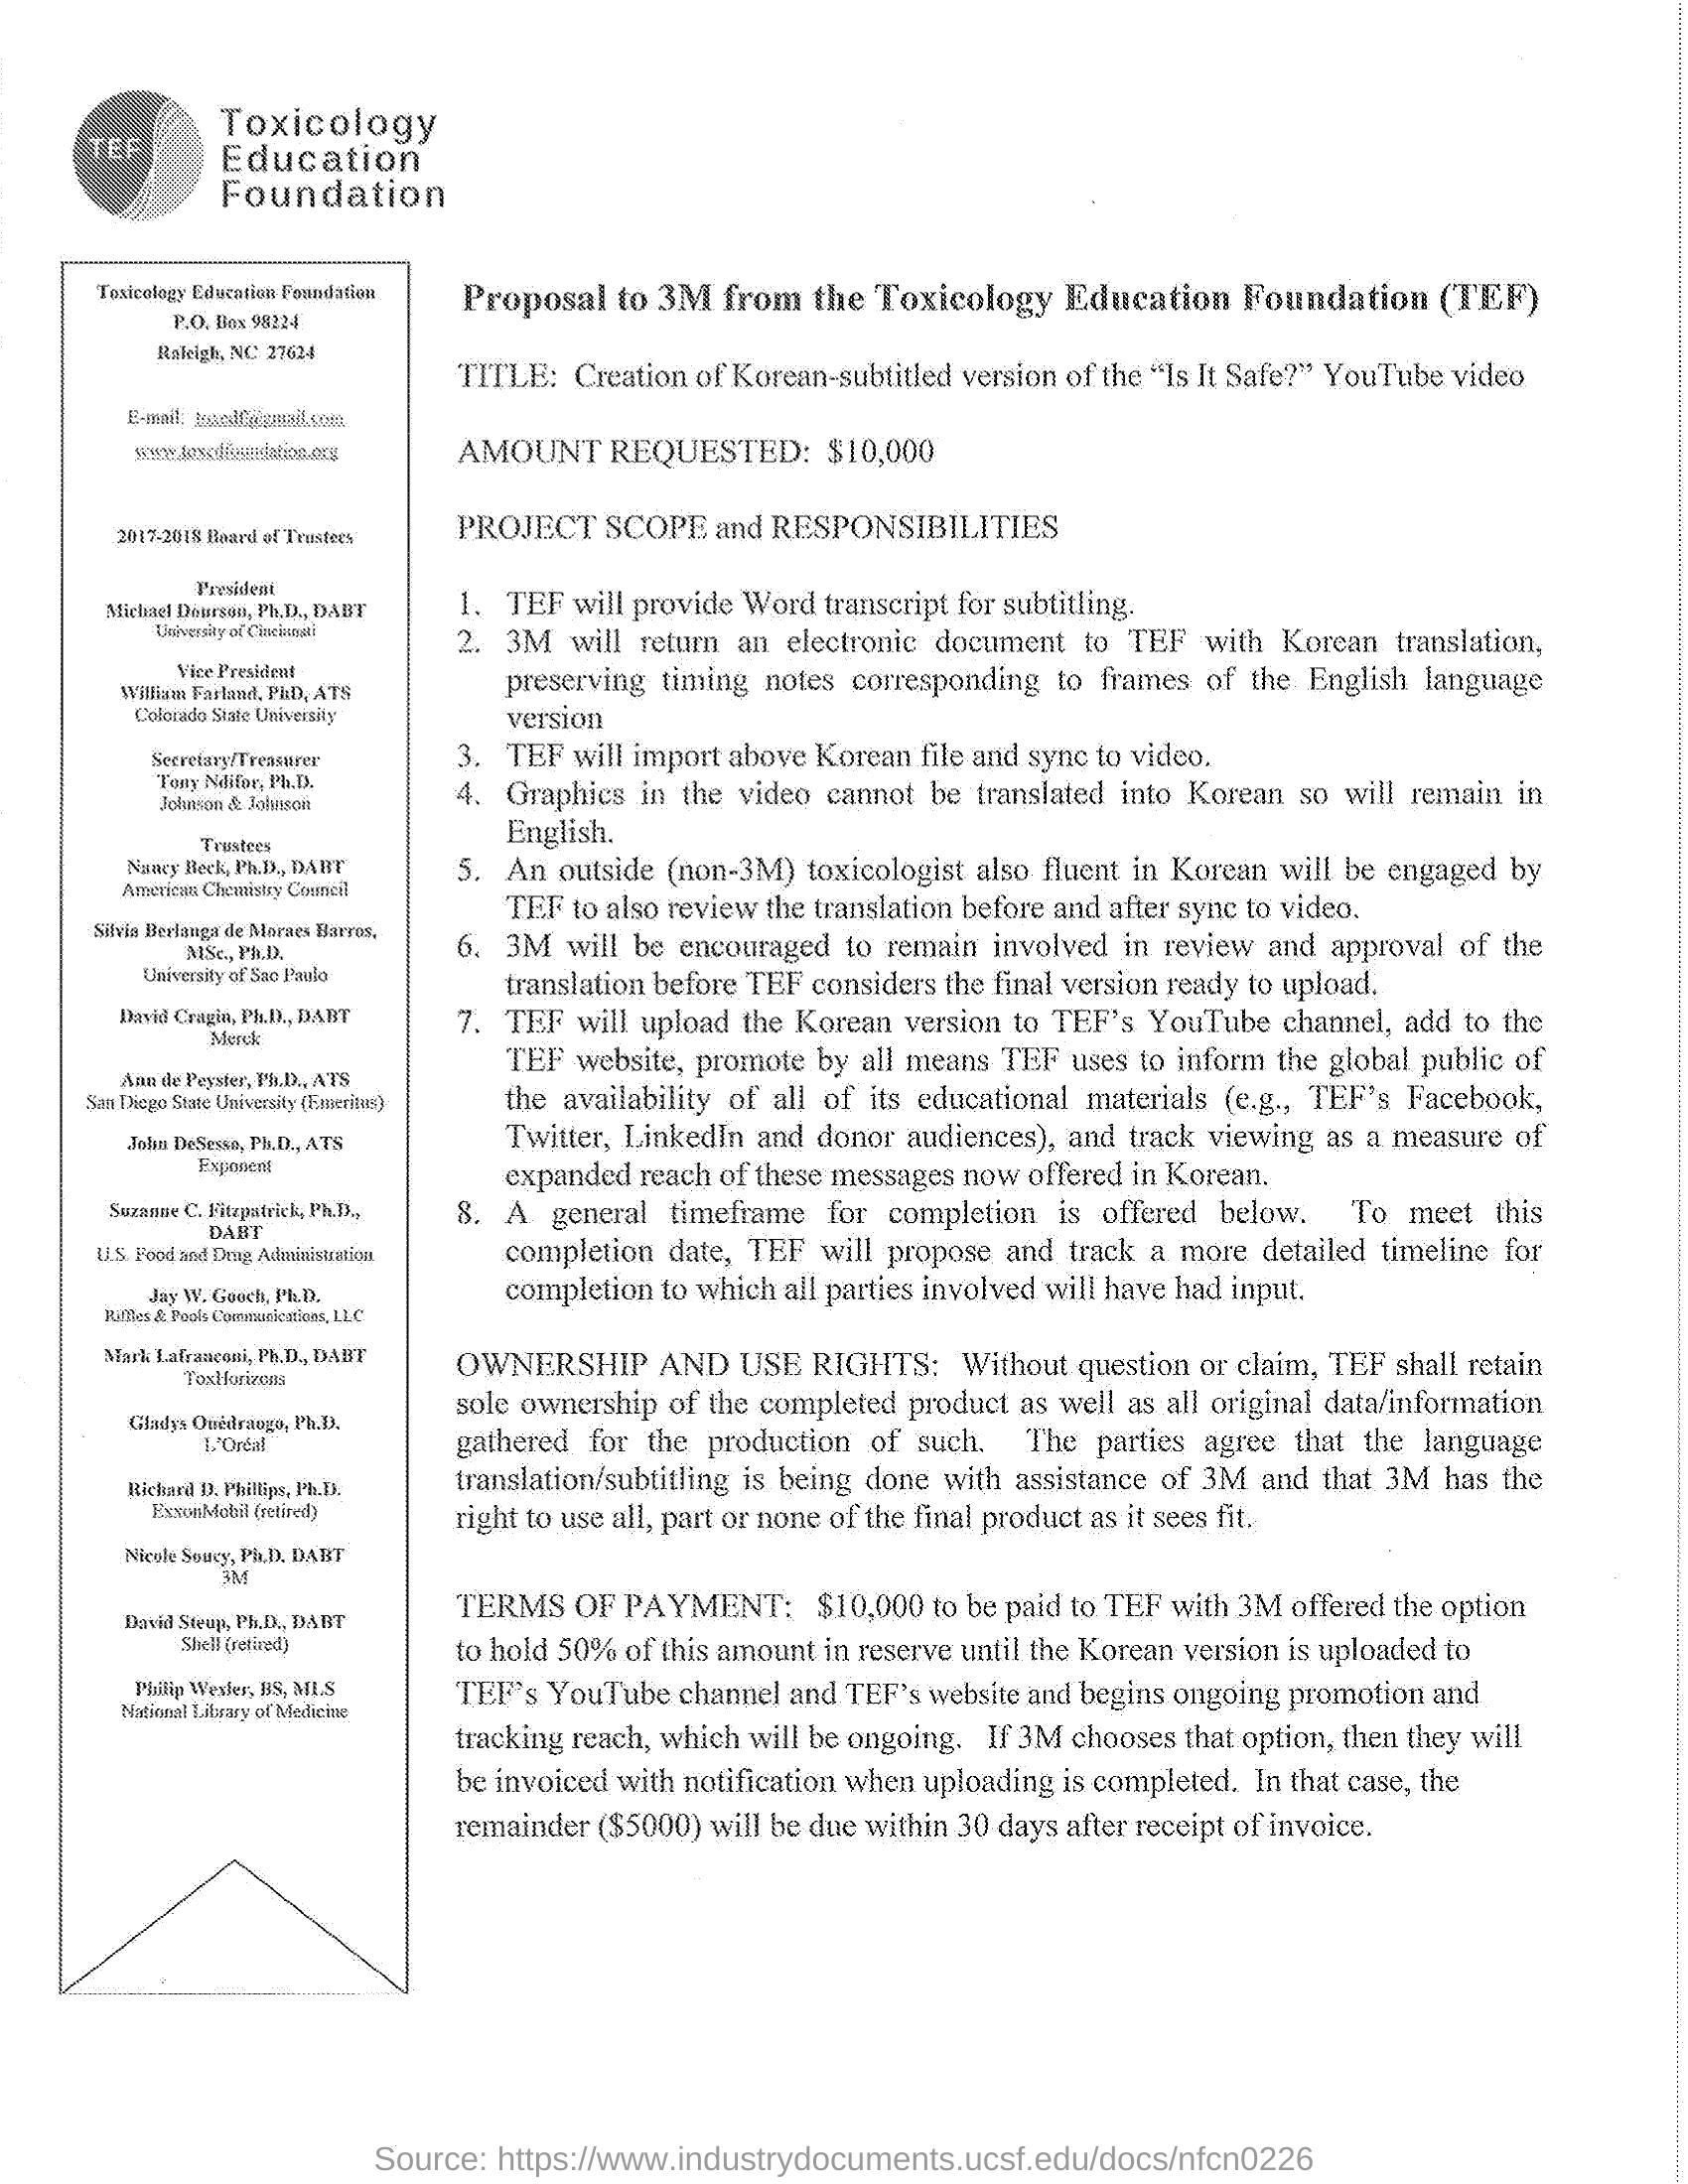 TEF
Toxicology
Education
Foundation
Toxicology Education Foundation
P.O. Box 98224
Raleigh, NC 27624
E-mail: toxedf@gmail.com
www.toxedfoundation.org
2017-2018 Board of Trustees
President
Michael Dourson, Ph.D., DABT
University of Cincinnati
Vice President
William Farland, PhD, ATS
Colorado State University
Secretary/Treasurer
Tony Ndifor, Ph.D.
Johnson & Johnson
Trustees
Nancy Beck, Ph.D., DABT
American Chemistry Council
Silvia Berlanga de Moraes Barros,
MSc., Ph.D.
University of Sao Paulo
David Cragin, Ph.D., DABT
Merck
Ann de Peyster, Ph.D., ATS
San Diego State University (Emeritus)
John DeSesso, Ph.D., ATS
Exponent
Suzanne C. Fitzpatrick, Ph.D.,
DABT
U.S. Food and Drug Administration
Jay W. Gooch, Ph.D.
Riffles & Pools Communications, LLC
Mark Lafranconi, Ph.D., DABT
ToxHorizons
Gladys Ouédraogo, Ph.D.
L'Oréal
Richard D. Phillips, Ph.D.
ExxonMobil (retired)
Nicole Soucy, Ph.D. DABT
3M
David Steup, Ph.D., DABT
Shell (retired)
Philip Wexler, BS, MLS
National Library of Medicine
Proposal to 3M from the Toxicology Education Foundation (TEF)
TITLE: Creation of Korean-subtitled version of the "Is It Safe?" YouTube video
AMOUNT REQUESTED: $10,000
PROJECT SCOPE and RESPONSIBILITIES
1. TEF will provide Word transcript for subtitling.
2. 3M will return an electronic document to TEF with Korean translation,
preserving timing notes corresponding to frames of the English language
version
3. TEF will import above Korean file and sync to video.
4. Graphics in the video cannot be translated into Korean so will remain in
English.
5. An outside (non-3M) toxicologist also fluent in Korean will be engaged by
TEF to also review the translation before and after sync to video.
6. 3M will be encouraged to remain involved in review and approval of the
translation before TEF considers the final version ready to upload.
7. TEF will upload the Korean version to TEF's YouTube channel, add to the
TEF website, promote by all means TEF uses to inform the global public of
the availability of all of its educational materials (e.g., TEF's Facebook,
Twitter, LinkedIn and donor audiences), and track viewing as a measure of
expanded reach of these messages now offered in Korean.
8. A general timeframe for completion is offered below. To meet this
completion date, TEF will propose and track a more detailed timeline for
completion to which all parties involved will have had input.
OWNERSHIP AND USE RIGHTS: Without question or claim, TEF shall retain
sole ownership of the completed product as well as all original data/information
gathered for the production of such. The parties agree that the language
translation/subtitling is being done with assistance of 3M and that 3M has the
right to use all, part or none of the final product as it sees fit.
TERMS OF PAYMENT: $10,000 to be paid to TEF with 3M offered the option
to hold 50% of this amount in reserve until the Korean version is uploaded to
TEF's YouTube channel and TEF's website and begins ongoing promotion and
tracking reach, which will be ongoing. If 3M chooses that option, then they will
be invoiced with notification when uploading is completed. In that case, the
remainder ($5000) will be due within 30 days after receipt of invoice.
Source: https://www.industrydocuments.ucsf.edu/docs/nfcn0226